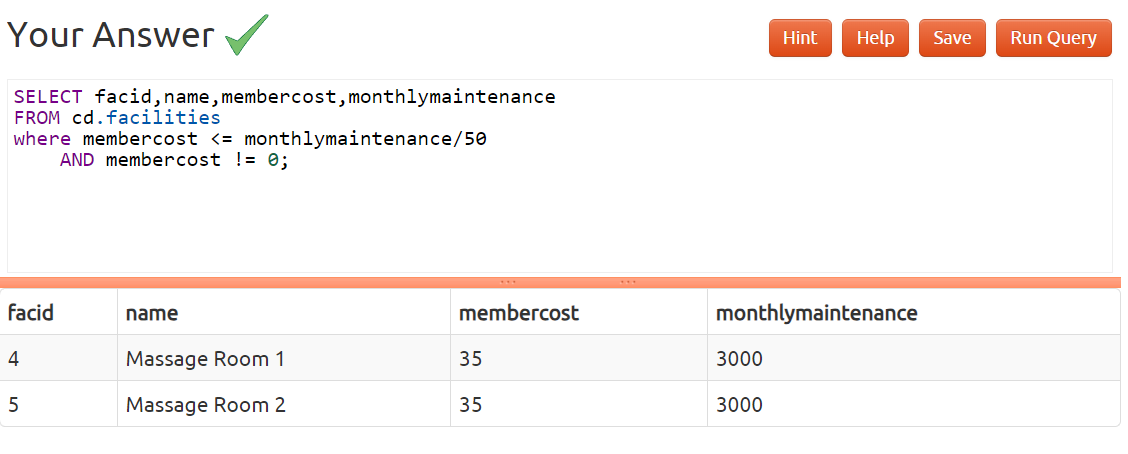 Your Answer
Hint Help Save Run Query
SELECT facid,name,membercost,monthlymaintenance
FROM cd.facilities
where membercost <= monthlymaintenance/50
    AND membercost != 0;
facid name membercost monthlymaintenance
4 Massage Room 1 35 3000
5 Massage Room 2 35 3000